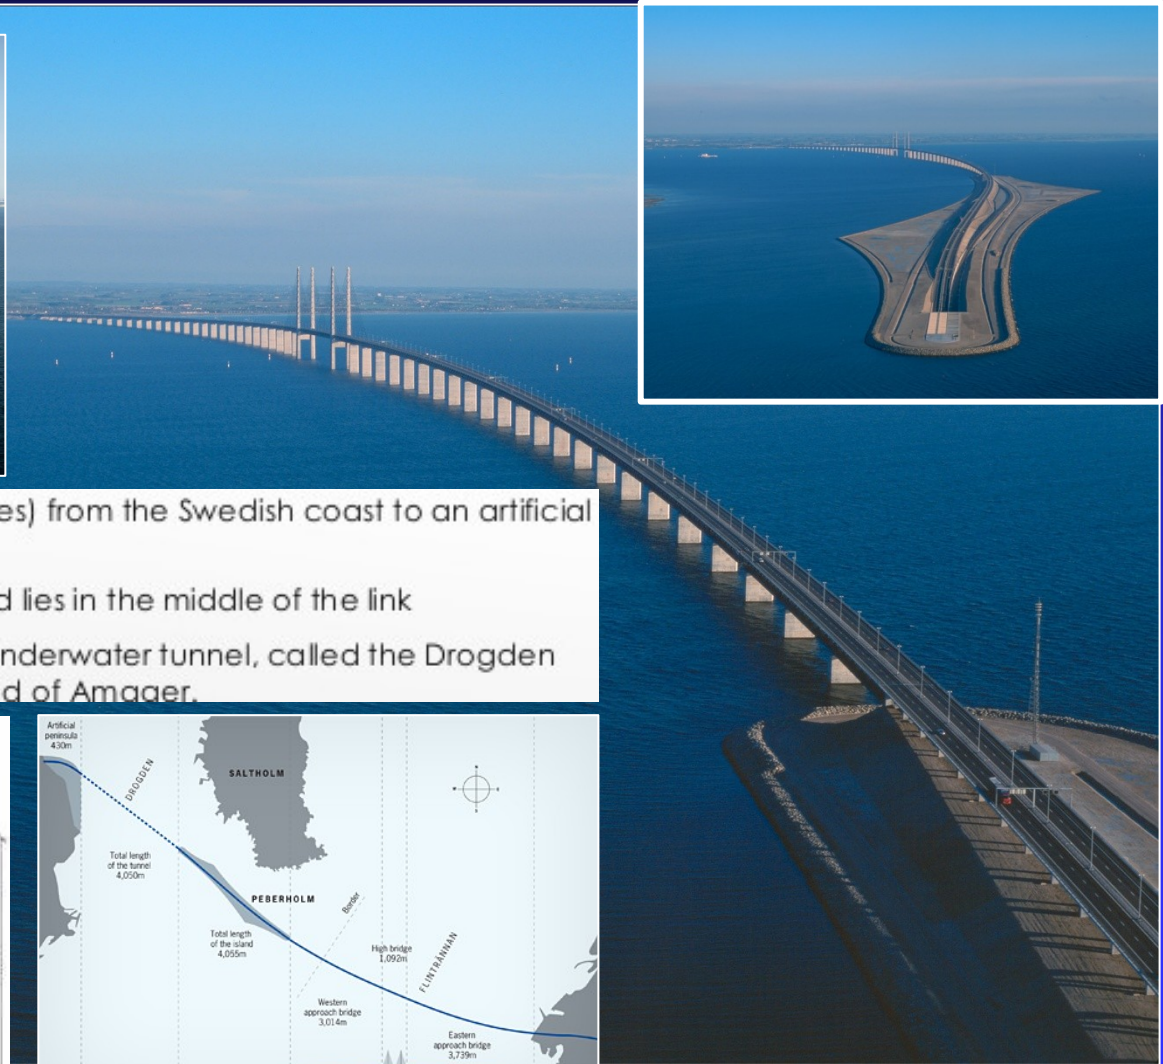 es) from the Swedish coast to an artificial
d lies in the middle of the link
nderwater tunnel, called the Drogden
d of Amager.
Artificial
peninsula
430m
DROGDEN
SALTHOLM
Total length
of the tunnel
4,050m
PEBERHOLM
Total length
of the island
4,055m
Border
High bridge
1,092m
FLINTRÄNNAN
Western
approach bridge
3,014m
Eastern
approach bridge
3,739m